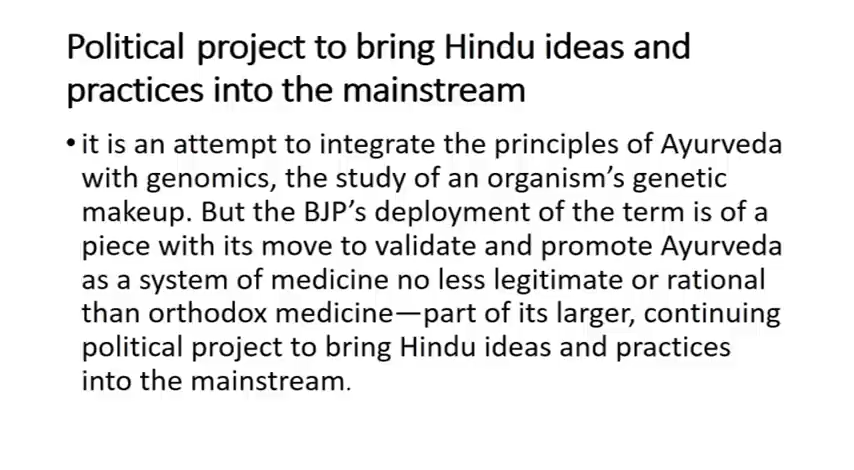 Political project to bring Hindu ideas and
practices into the mainstream
• it is an attempt to integrate the principles of Ayurveda
with genomics, the study of an organism’s genetic
makeup. But the BJP’s deployment of the term is of a
piece with its move to validate and promote Ayurveda
as a system of medicine no less legitimate or rational
than orthodox medicine—part of its larger, continuing
political project to bring Hindu ideas and practices
into the mainstream.